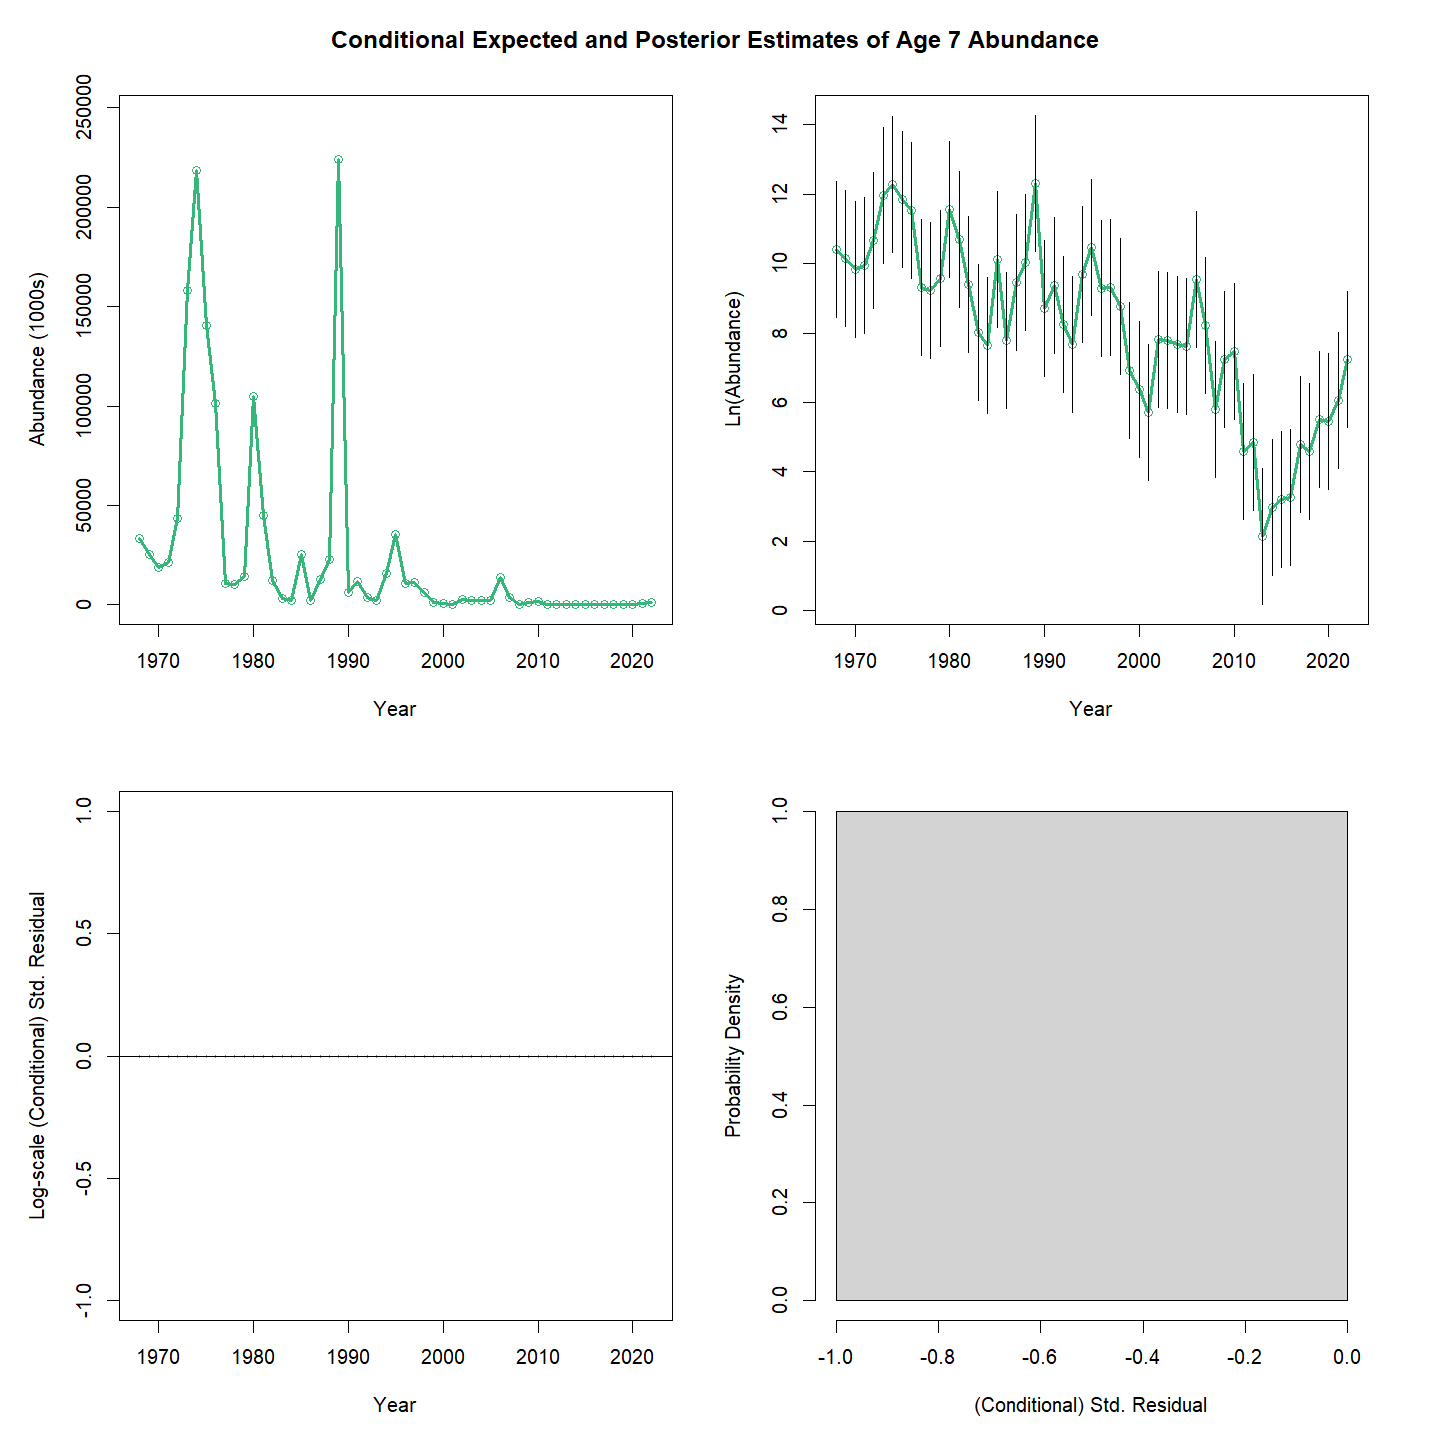 Conditional Expected and Posterior Estimates of Age 7 Abundance
Abundance (1000s)
250000
200000
150000
100000
50000
0
1970 1980 1990 2000 2010 2020
Year
Ln(Abundance)
14
12
10
8
6
4
2
0
1970 1980 1990 2000 2010 2020
Year
Log-scale (Conditional) Std. Residual
1.0
0.5
0.0
-0.5
-1.0
1970 1980 1990 2000 2010 2020
Year
Probability Density
1.0
0.8
0.6
0.4
0.2
0.0
-1.0 -0.8 -0.6 -0.4 -0.2 0.0
(Conditional) Std. Residual